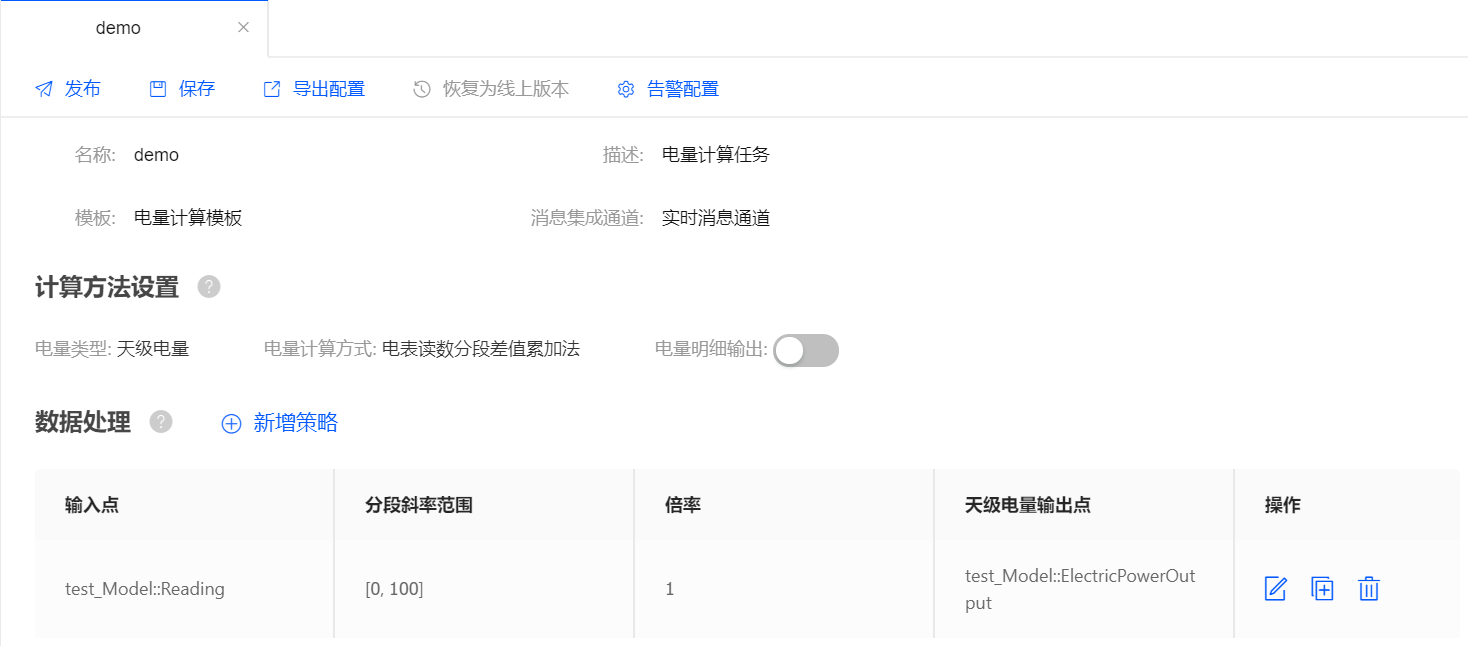 demo
发布 保存 导出配置 恢复为线上版本 告警配置
名称: demo 描述: 电量计算任务
模板: 电量计算模板 消息集成通道: 实时消息通道
计算方法设置 ?
电量类型: 天级电量 电量计算方式: 电表读数分段差值累加法 电量明细输出:
数据处理 ? 新增策略
输入点 分段斜率范围 倍率 天级电量输出点 操作
test_Model::Reading [0, 100] 1 test_Model::ElectricPowerOut
put